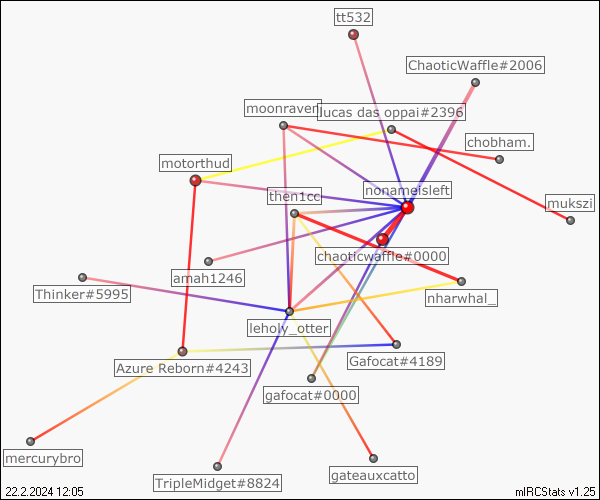 tt532
ChaoticWaffle#2006
moonraven
lucas das oppai#2396
chobham.
motorthud
nonameisleft
then1cc
mukszi
chaoticwaffle#0000
amah1246
Thinker#5995
nharwhal_
leholy_otter
Azure Reborn#4243
Gafocat#4189
gafocat#0000
mercurybro
TripleMidget#8824
gateauxcatto
22.2.2024 12:05
mIRCStats v1.25